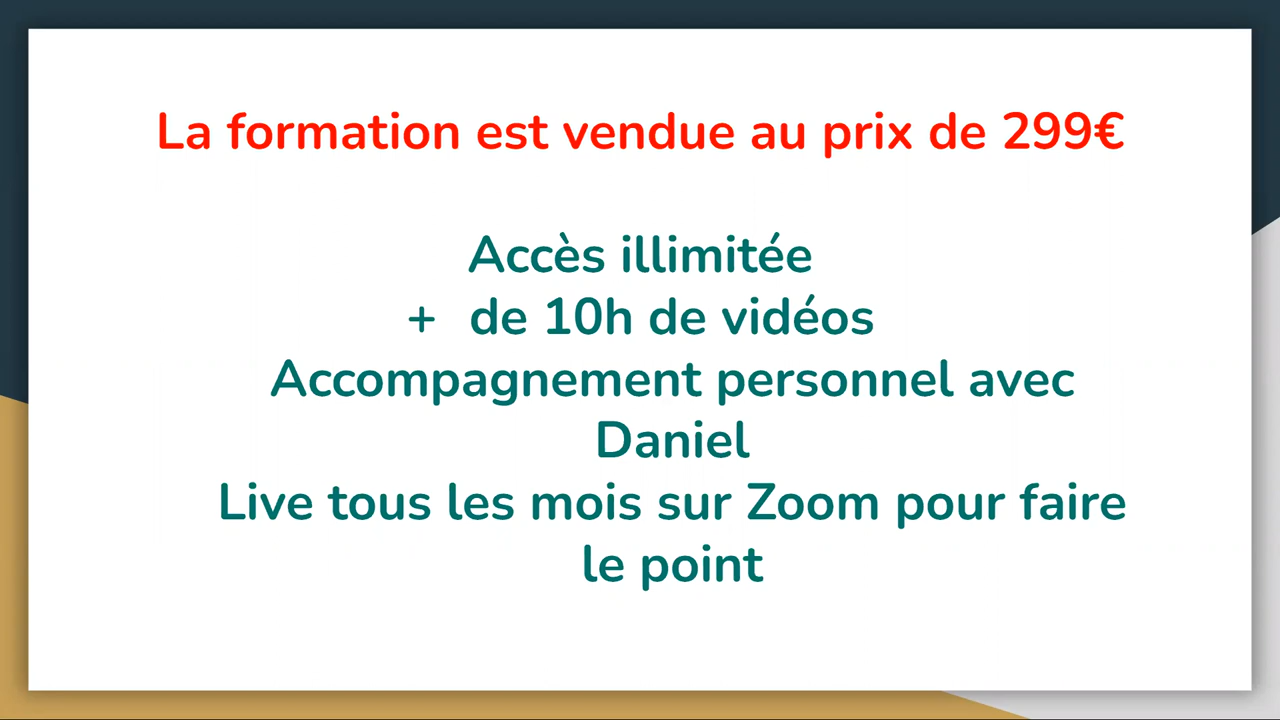 La formation est vendue au prix de 299€
Accès illimitée
+ de 10h de vidéos
Accompagnement personnel avec
Daniel
Live tous les mois sur Zoom pour faire
le point